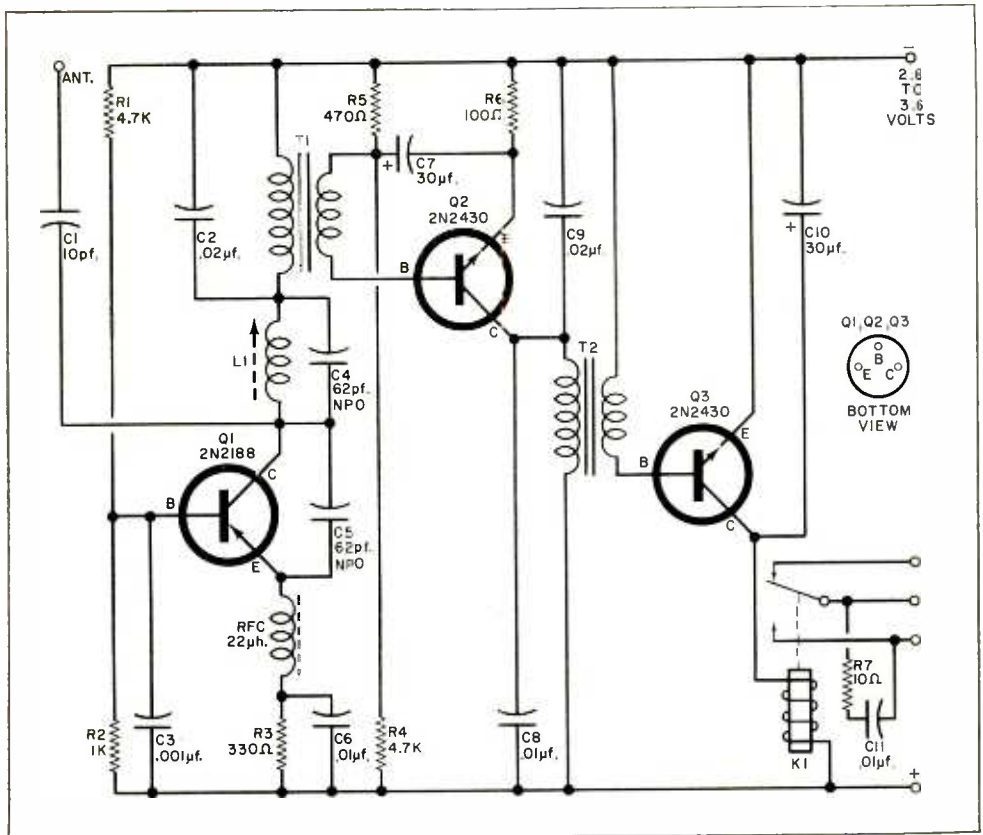 ANT.
R1
4.7K
C1
10pf.
C2
.02µf.
T1
R5
470Ω
C7
30µf.
+
R6
100Ω
Q2
2N2430
B
E
C
C9
.02µf.
C10
30µf.
+
–
2.8
TO
3.6
VOLTS
L1
C4
62pf.
NPO
Q1
2N2188
B
C
E
C5
62pf.
NPO
T2
Q3
2N2430
B
E
C
Q1, Q2, Q3
B
E C
BOTTOM
VIEW
RFC
22µh.
R2
1K
C3
.001µf.
R3
330Ω
C6
.01µf.
R4
4.7K
C8
.01µf.
K1
R7
10Ω
C11
.01µf.
+